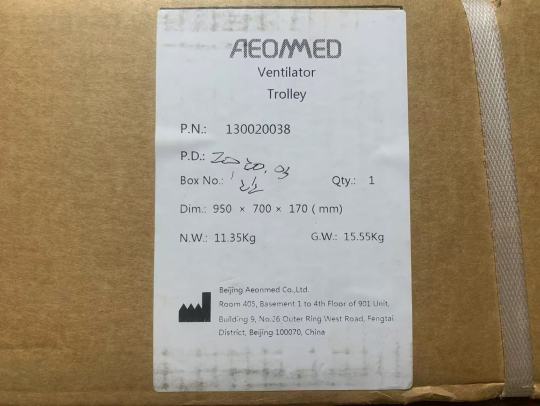 AEONMED
Ventilator
Trolley
P.N.: 130020038
P.D.: 2020.03
Box No.: Qty.: 1
Dim.: 950 × 700 × 170 ( mm )
N.W.: 11.35Kg G.W.: 15.55Kg
Beijing Aeonmed Co.,Ltd.
Room 405, Basement 1 to 4th Floor of 901 Unit,
Building 9, No.26 Outer Ring West Road, Fengtai
District, Beijing 100070, China